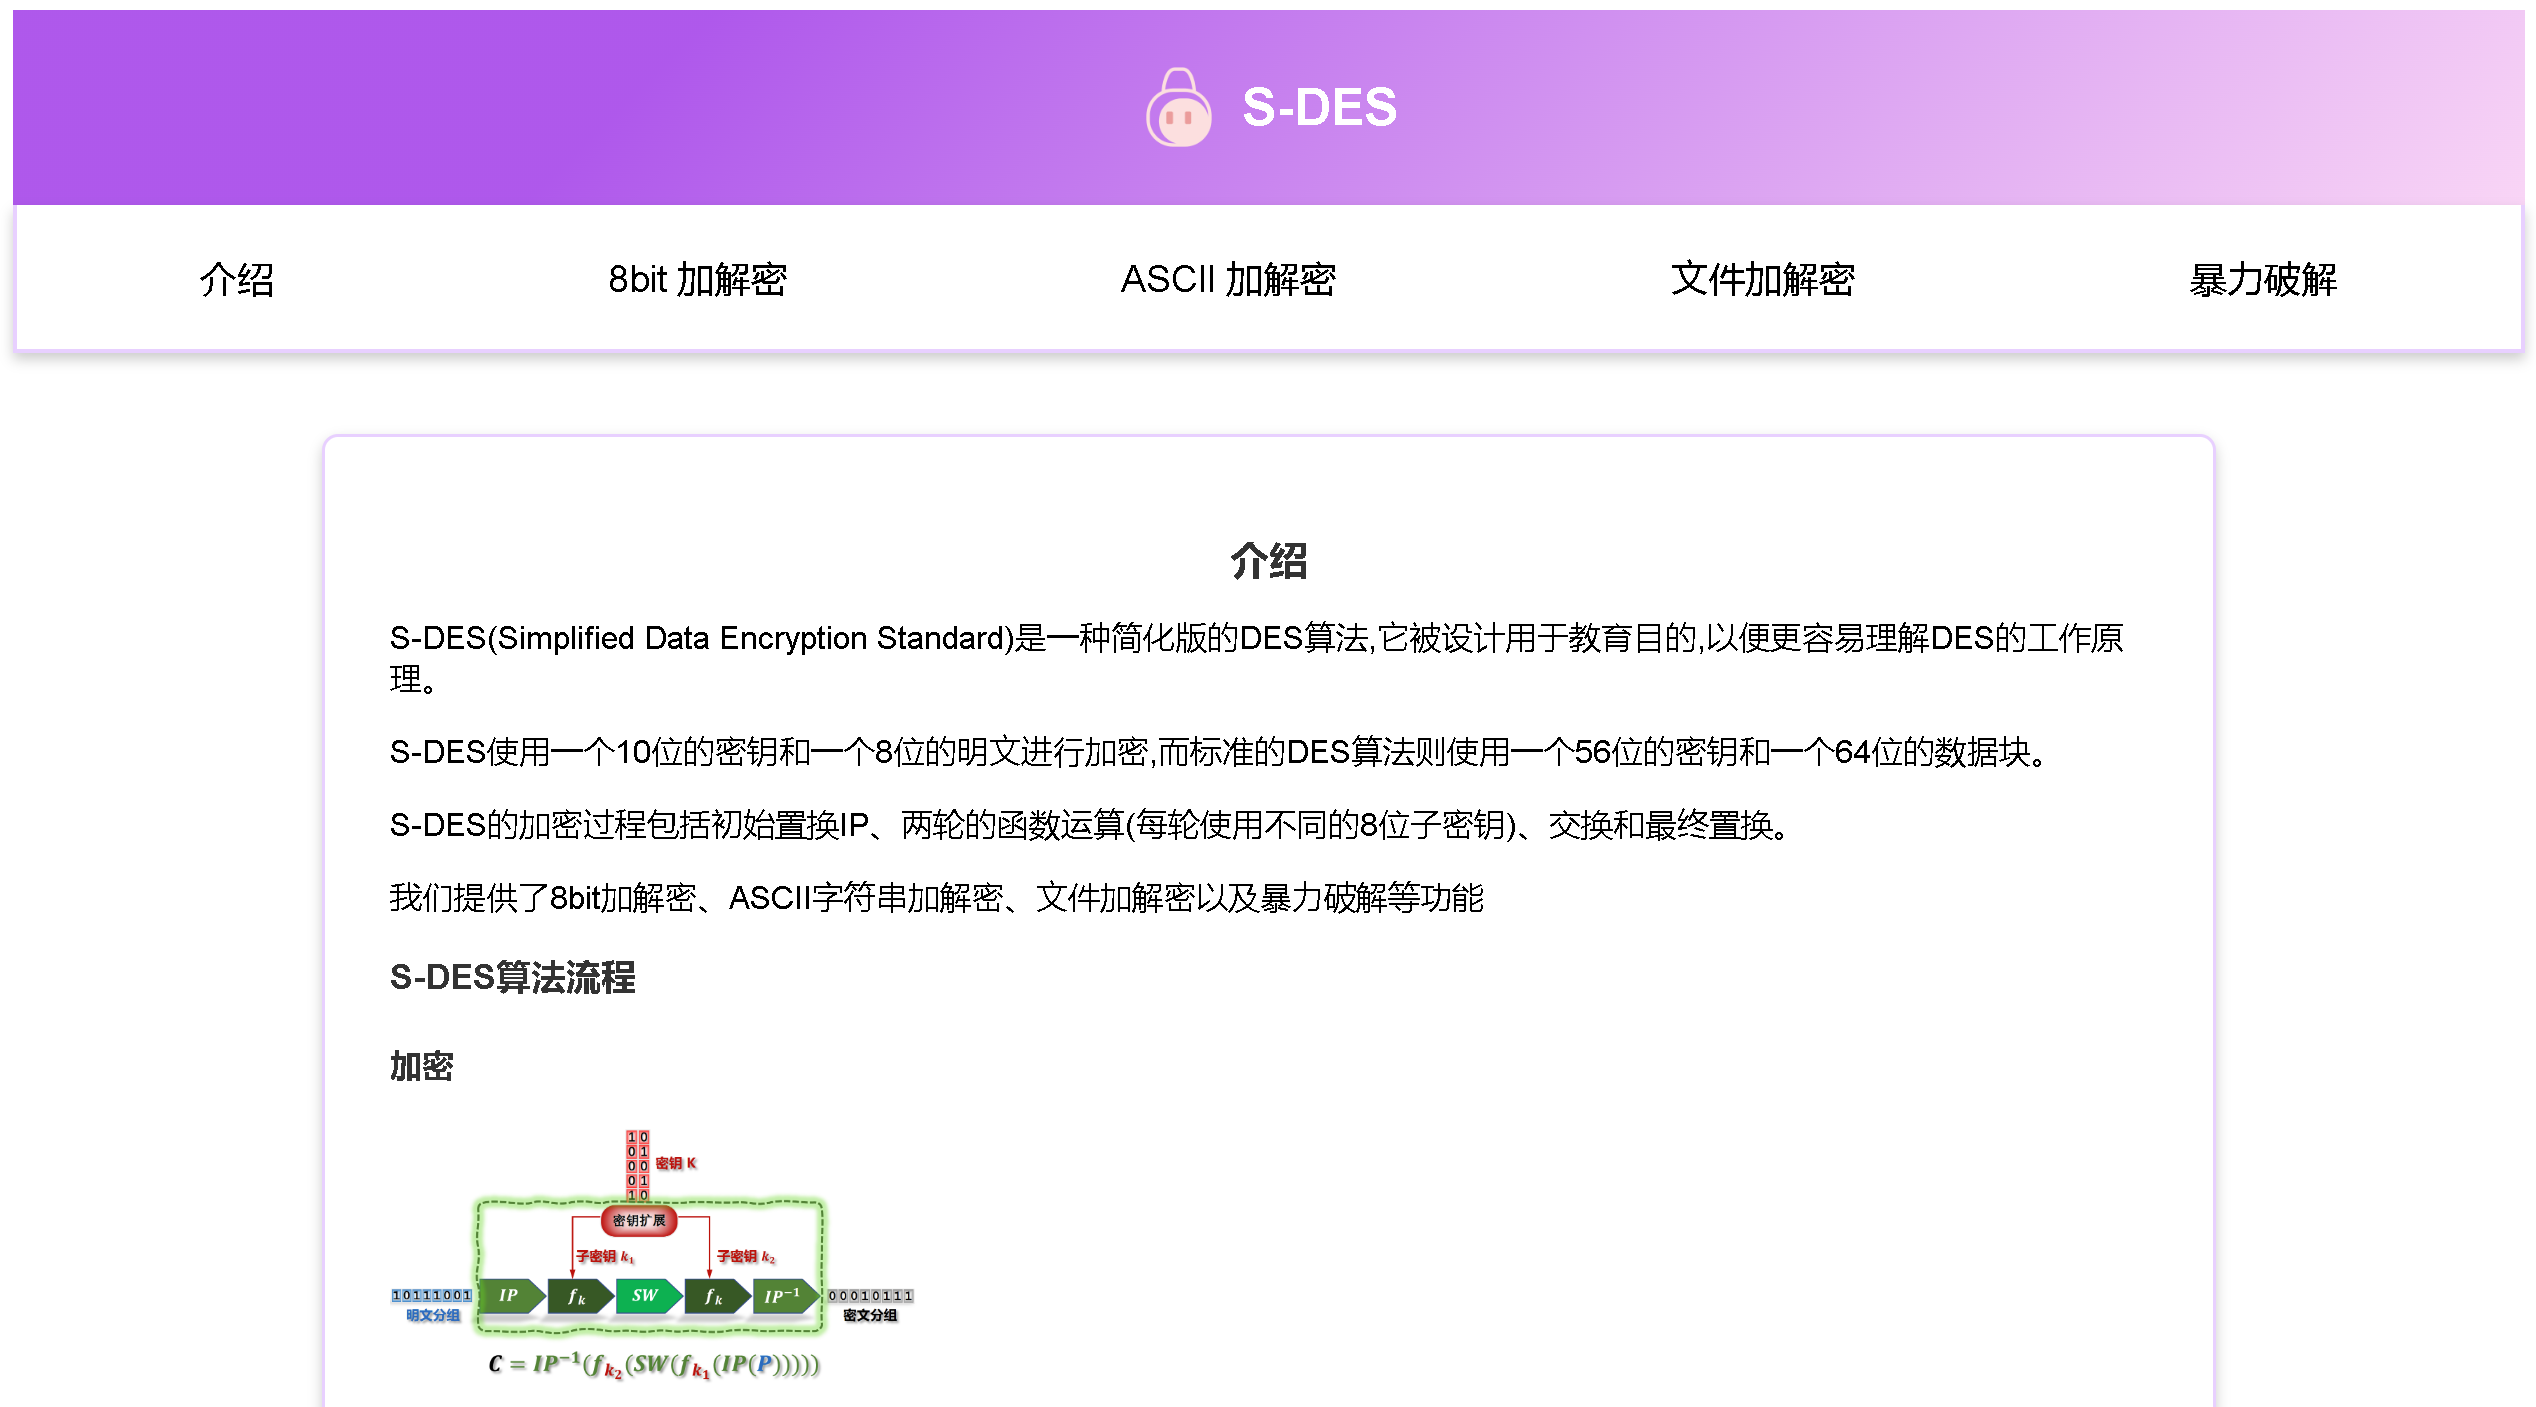 S-DES
介绍
8bit 加解密
ASCII 加解密
文件加解密
暴力破解
介绍
S-DES(Simplified Data Encryption Standard)是一种简化版的DES算法,它被设计用于教育目的,以便更容易理解DES的工作原
理。
S-DES使用一个10位的密钥和一个8位的明文进行加密,而标准的DES算法则使用一个56位的密钥和一个64位的数据块。
S-DES的加密过程包括初始置换IP、两轮的函数运算(每轮使用不同的8位子密钥)、交换和最终置换。
我们提供了8bit加解密、ASCII字符串加解密、文件加解密以及暴力破解等功能
S-DES算法流程
加密
1 0
0 1
0 0
0 1
1 0
密钥 K
密钥扩展
子密钥 k₁
子密钥 k₂
10111001
明文分组
IP
fₖ
SW
fₖ
IP⁻¹
00010111
密文分组
C = IP⁻¹(f_{k₂}(SW(f_{k₁}(IP(P)))))